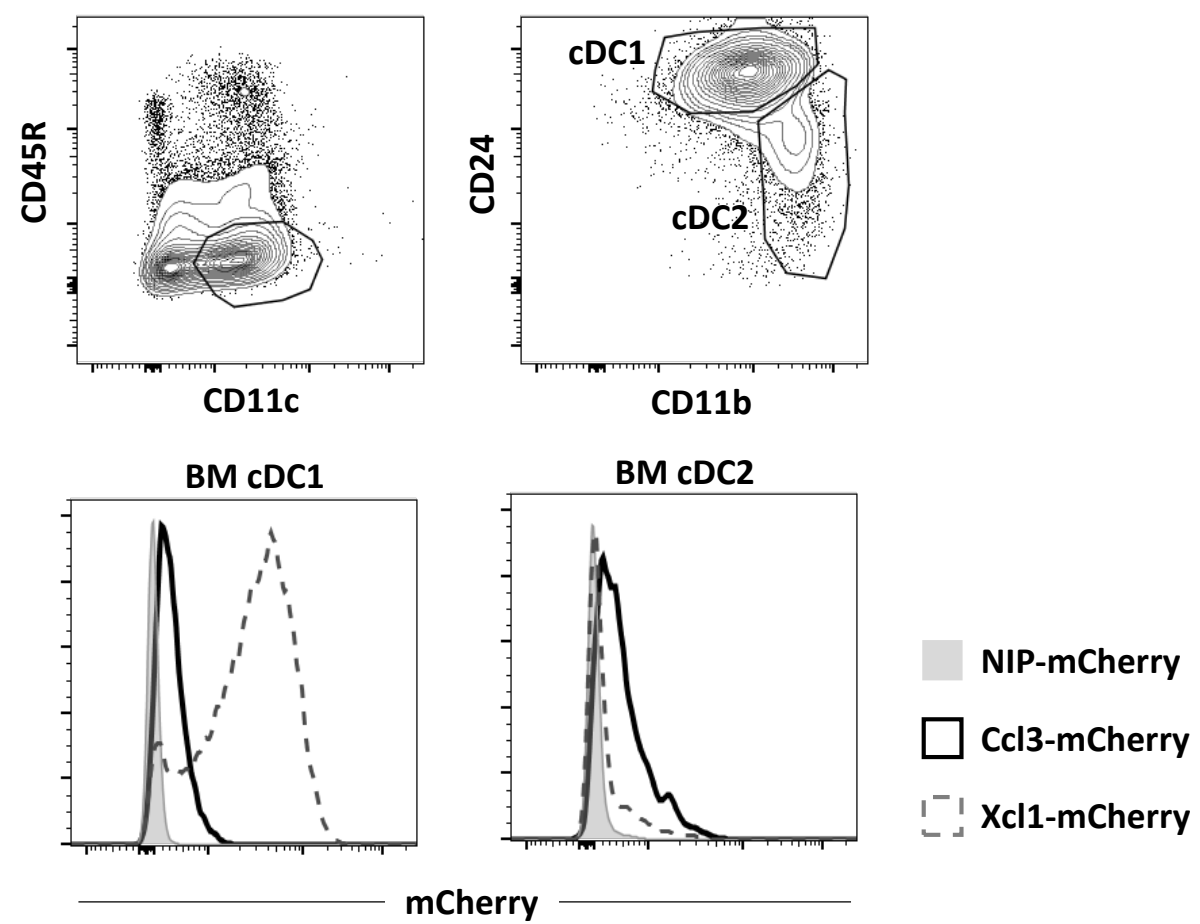 CD45R
CD11c
CD24
cDC1
cDC2
CD11b
BM cDC1
BM cDC2
mCherry
NIP-mCherry
Ccl3-mCherry
Xcl1-mCherry